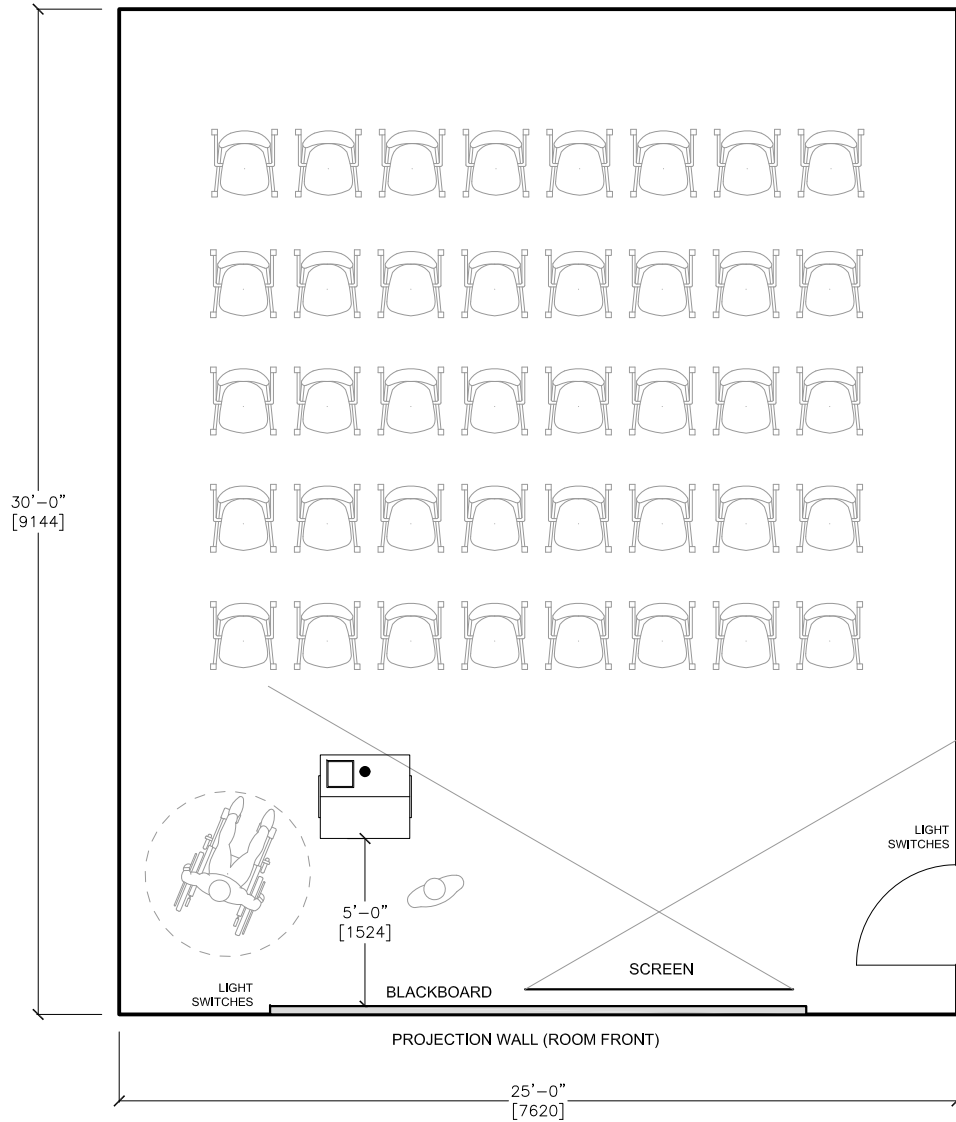 30'-0"
[9144]
LIGHT
SWITCHES
5'-0"
[1524]
SCREEN
LIGHT
SWITCHES
BLACKBOARD
PROJECTION WALL (ROOM FRONT)
25'-0"
[7620]